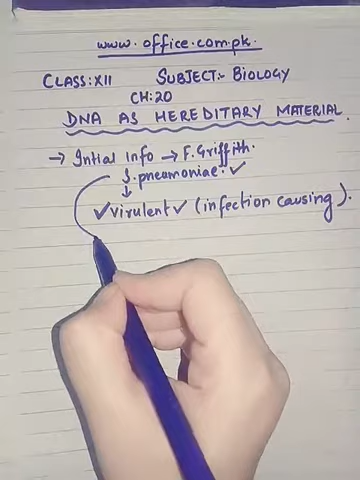 www.office.com.pk.
CLASS:XII SUBJECT:- BIOLOGY
CH:20
DNA AS HEREDITARY MATERIAL.
→ Intial Info → F.Griffith.
S.pneamoniae. ✓
↓
✓virulent✓ (infection causing).